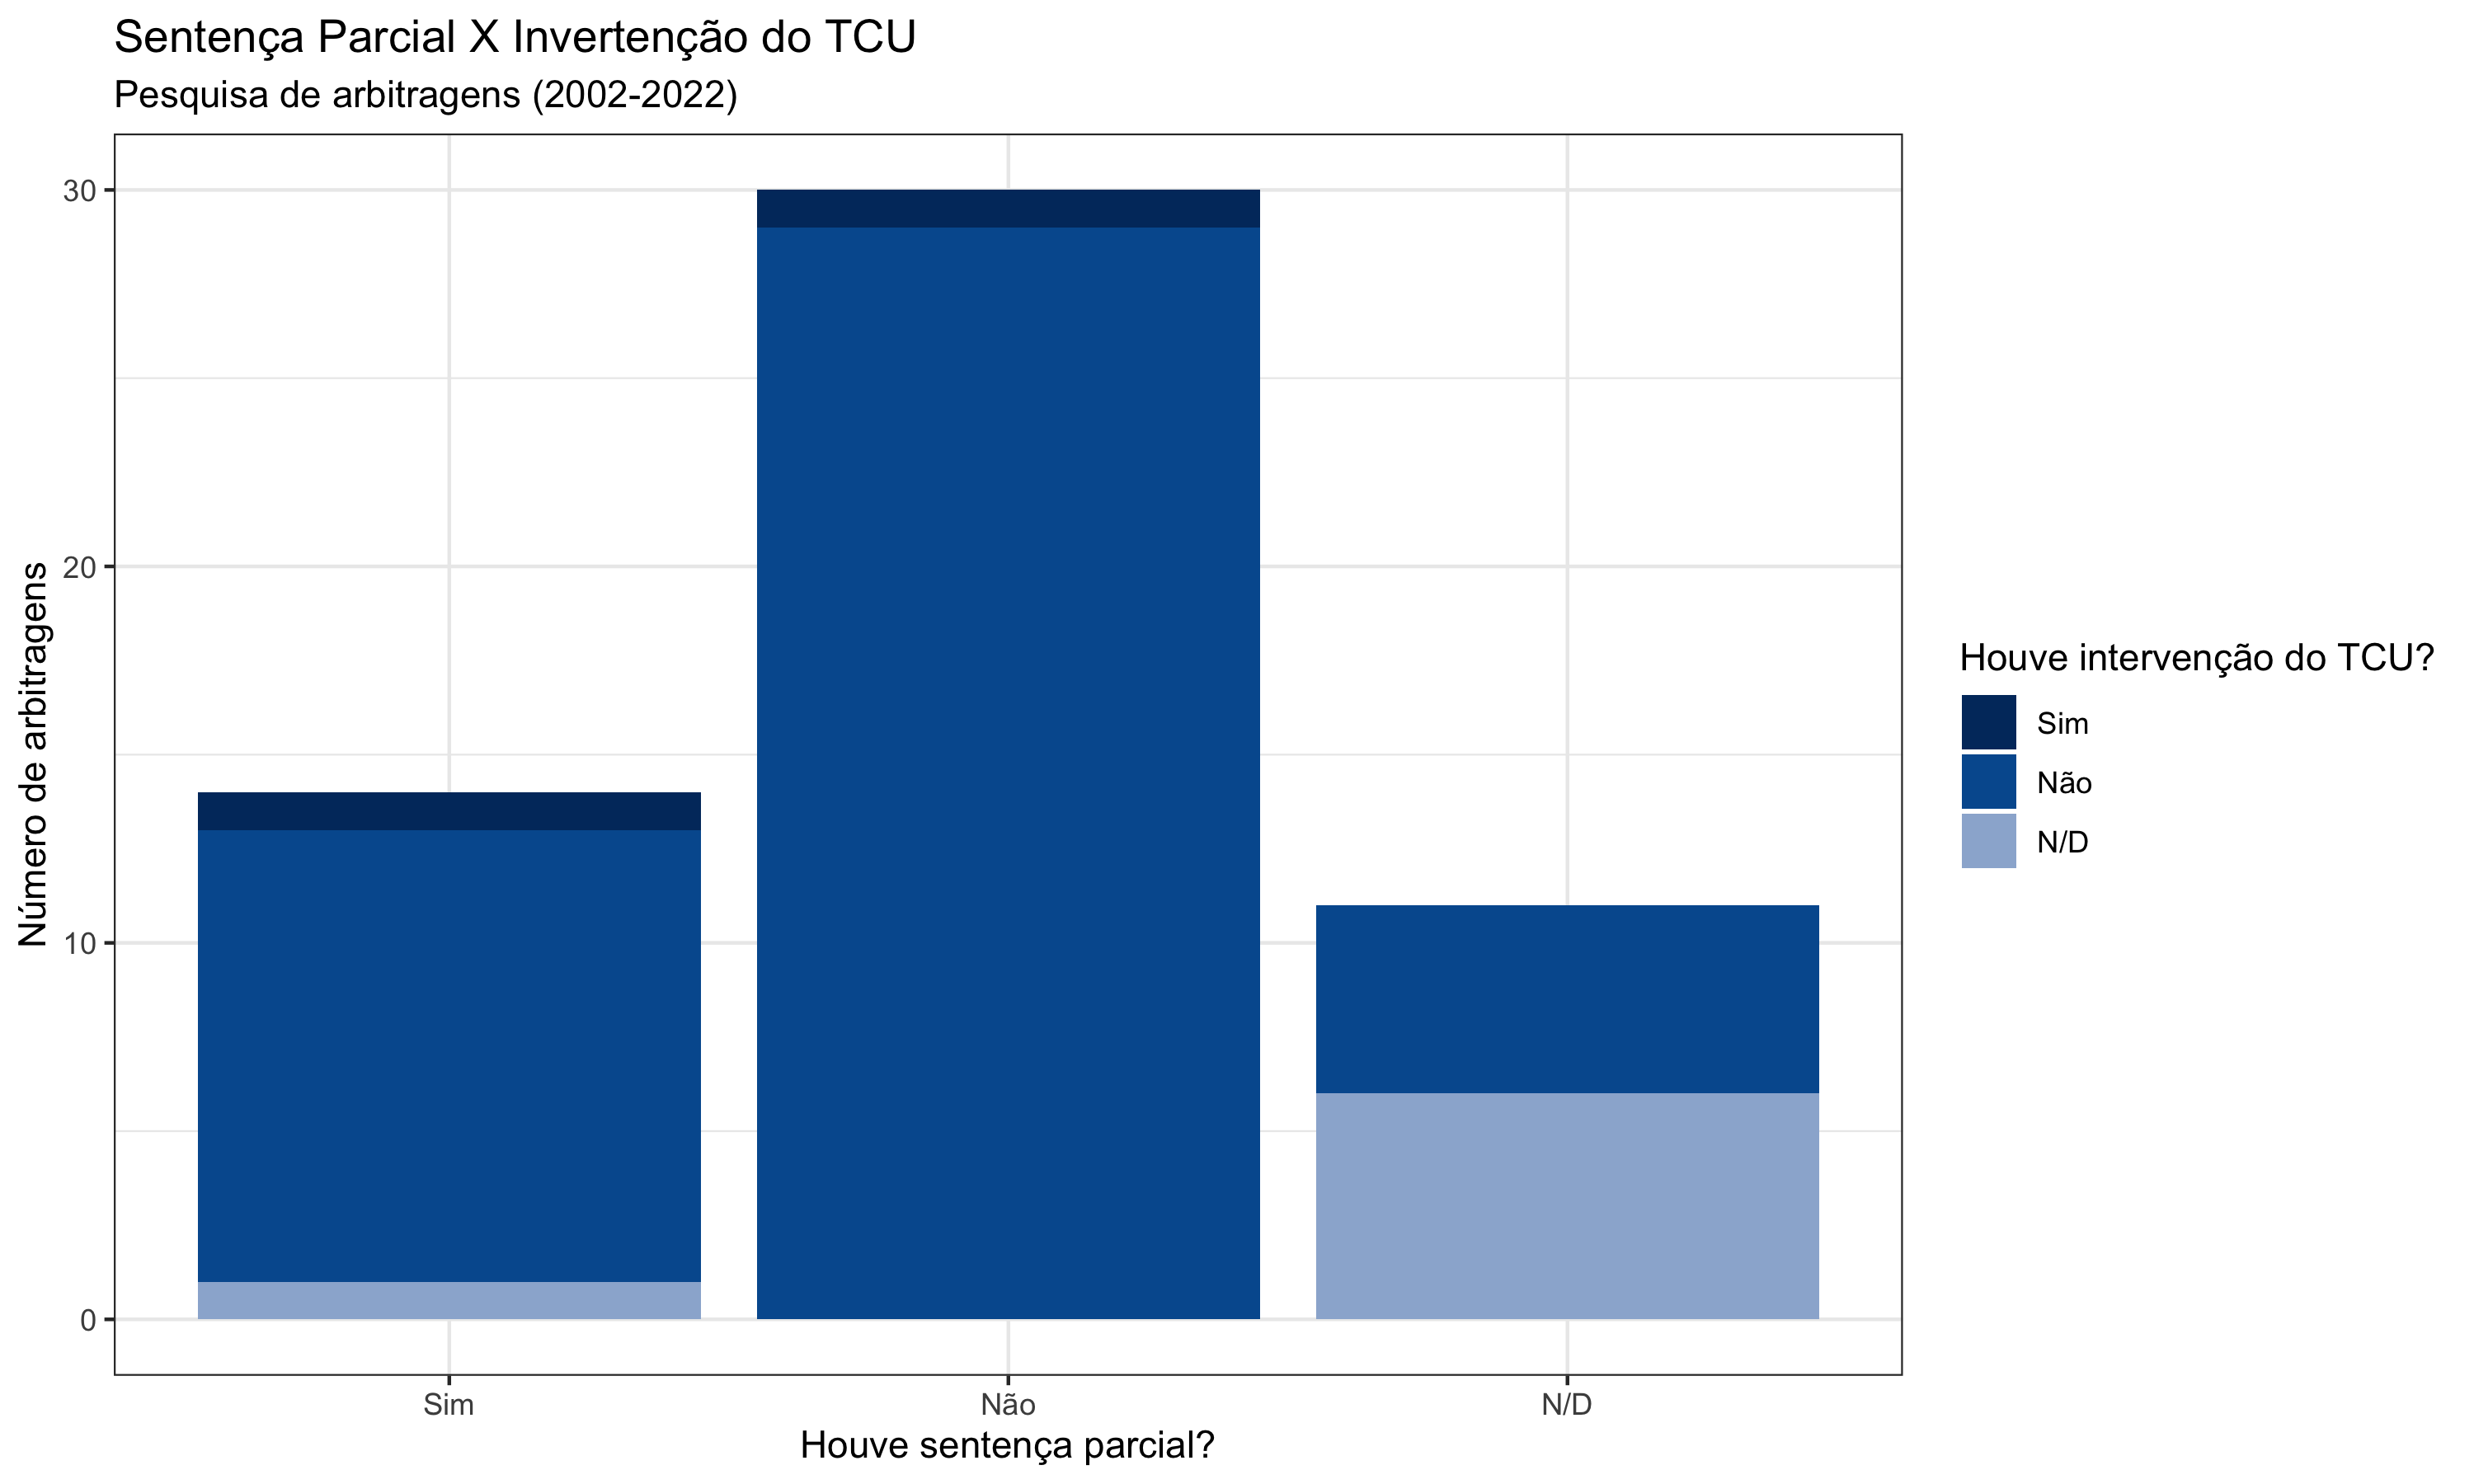 Sentença Parcial X Invertenção do TCU
Pesquisa de arbitragens (2002-2022)
Número de arbitragens
30
20
10
0
Sim
Não
N/D
Houve sentença parcial?
Houve intervenção do TCU?
Sim
Não
N/D